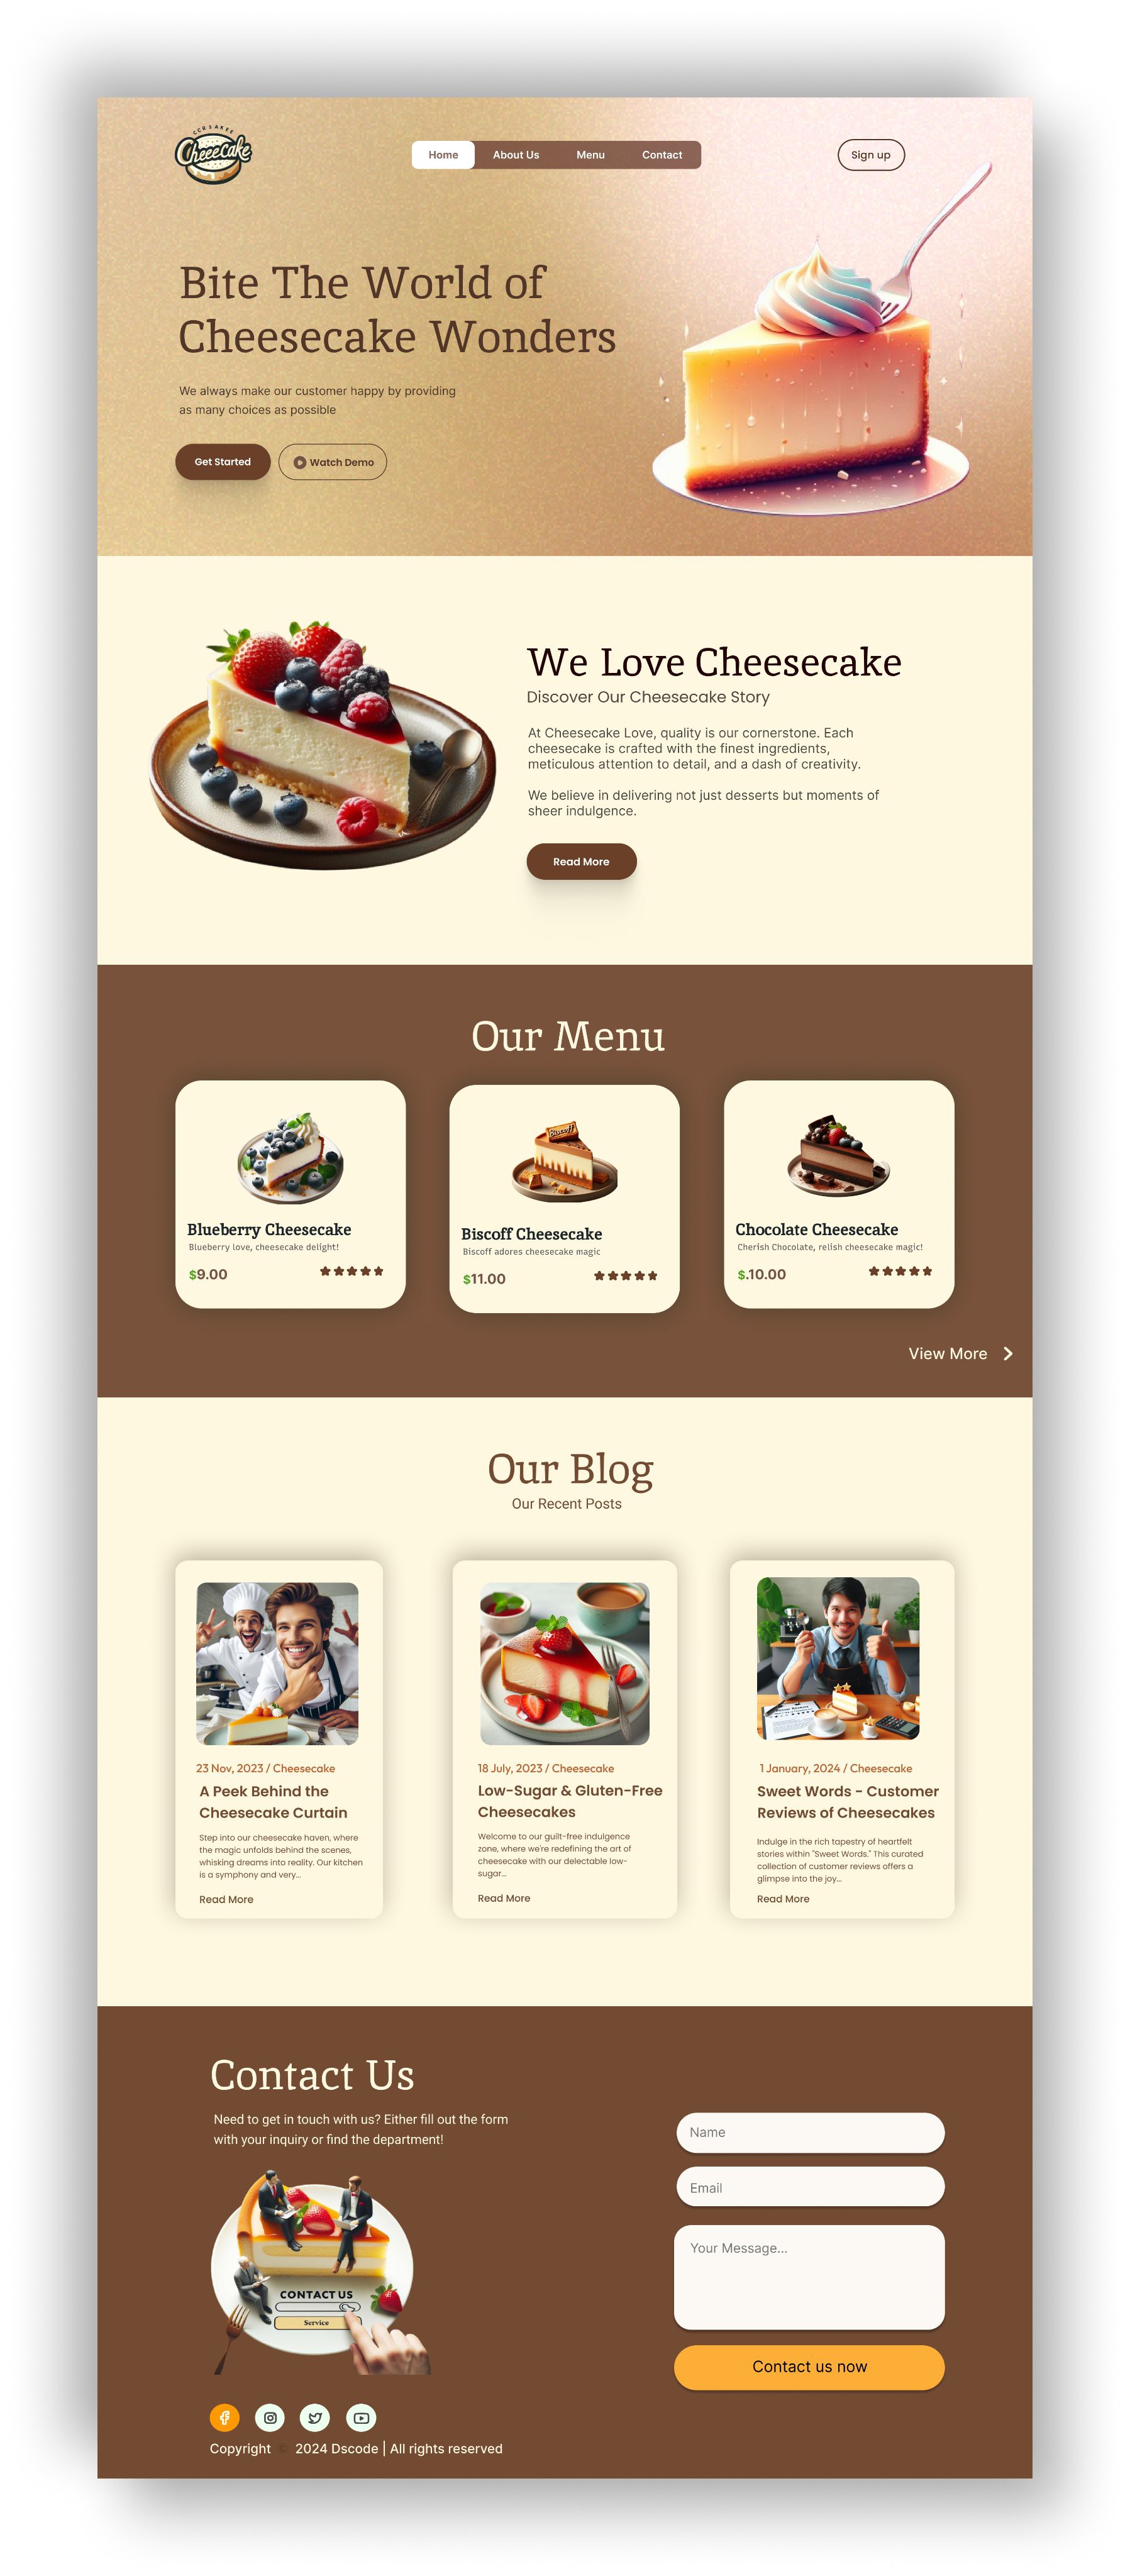 CCRSAKEE
CheeeCake
Home
About Us
Menu
Contact
Sign up
Bite The World of
Cheesecake Wonders
We always make our customer happy by providing
as many choices as possible
Get Started
Watch Demo
We Love Cheesecake
Discover Our Cheesecake Story
At Cheesecake Love, quality is our cornerstone. Each
cheesecake is crafted with the finest ingredients,
meticulous attention to detail, and a dash of creativity.
We believe in delivering not just desserts but moments of
sheer indulgence.
Read More
Our Menu
Blueberry Cheesecake
Blueberry love, cheesecake delight!
$9.00
Biscoff
Biscoff Cheesecake
Biscoff adores cheesecake magic
$11.00
Chocolate Cheesecake
Cherish Chocolate, relish cheesecake magic!
$.10.00
View More
Our Blog
Our Recent Posts
23 Nov, 2023 / Cheesecake
A Peek Behind the
Cheesecake Curtain
Step into our cheesecake haven, where
the magic unfolds behind the scenes,
whisking dreams into reality. Our kitchen
is a symphony and very...
Read More
18 July, 2023 / Cheesecake
Low-Sugar & Gluten-Free
Cheesecakes
Welcome to our guilt-free indulgence
zone, where we're redefining the art of
cheesecake with our delectable low-
sugar...
Read More
1 January, 2024 / Cheesecake
Sweet Words - Customer
Reviews of Cheesecakes
Indulge in the rich tapestry of heartfelt
stories within "Sweet Words." This curated
collection of customer reviews offers a
glimpse into the joy...
Read More
Contact Us
Need to get in touch with us? Either fill out the form
with your inquiry or find the department!
CONTACT US
Service
Name
Email
Your Message...
Contact us now
Copyright © 2024 Dscode | All rights reserved